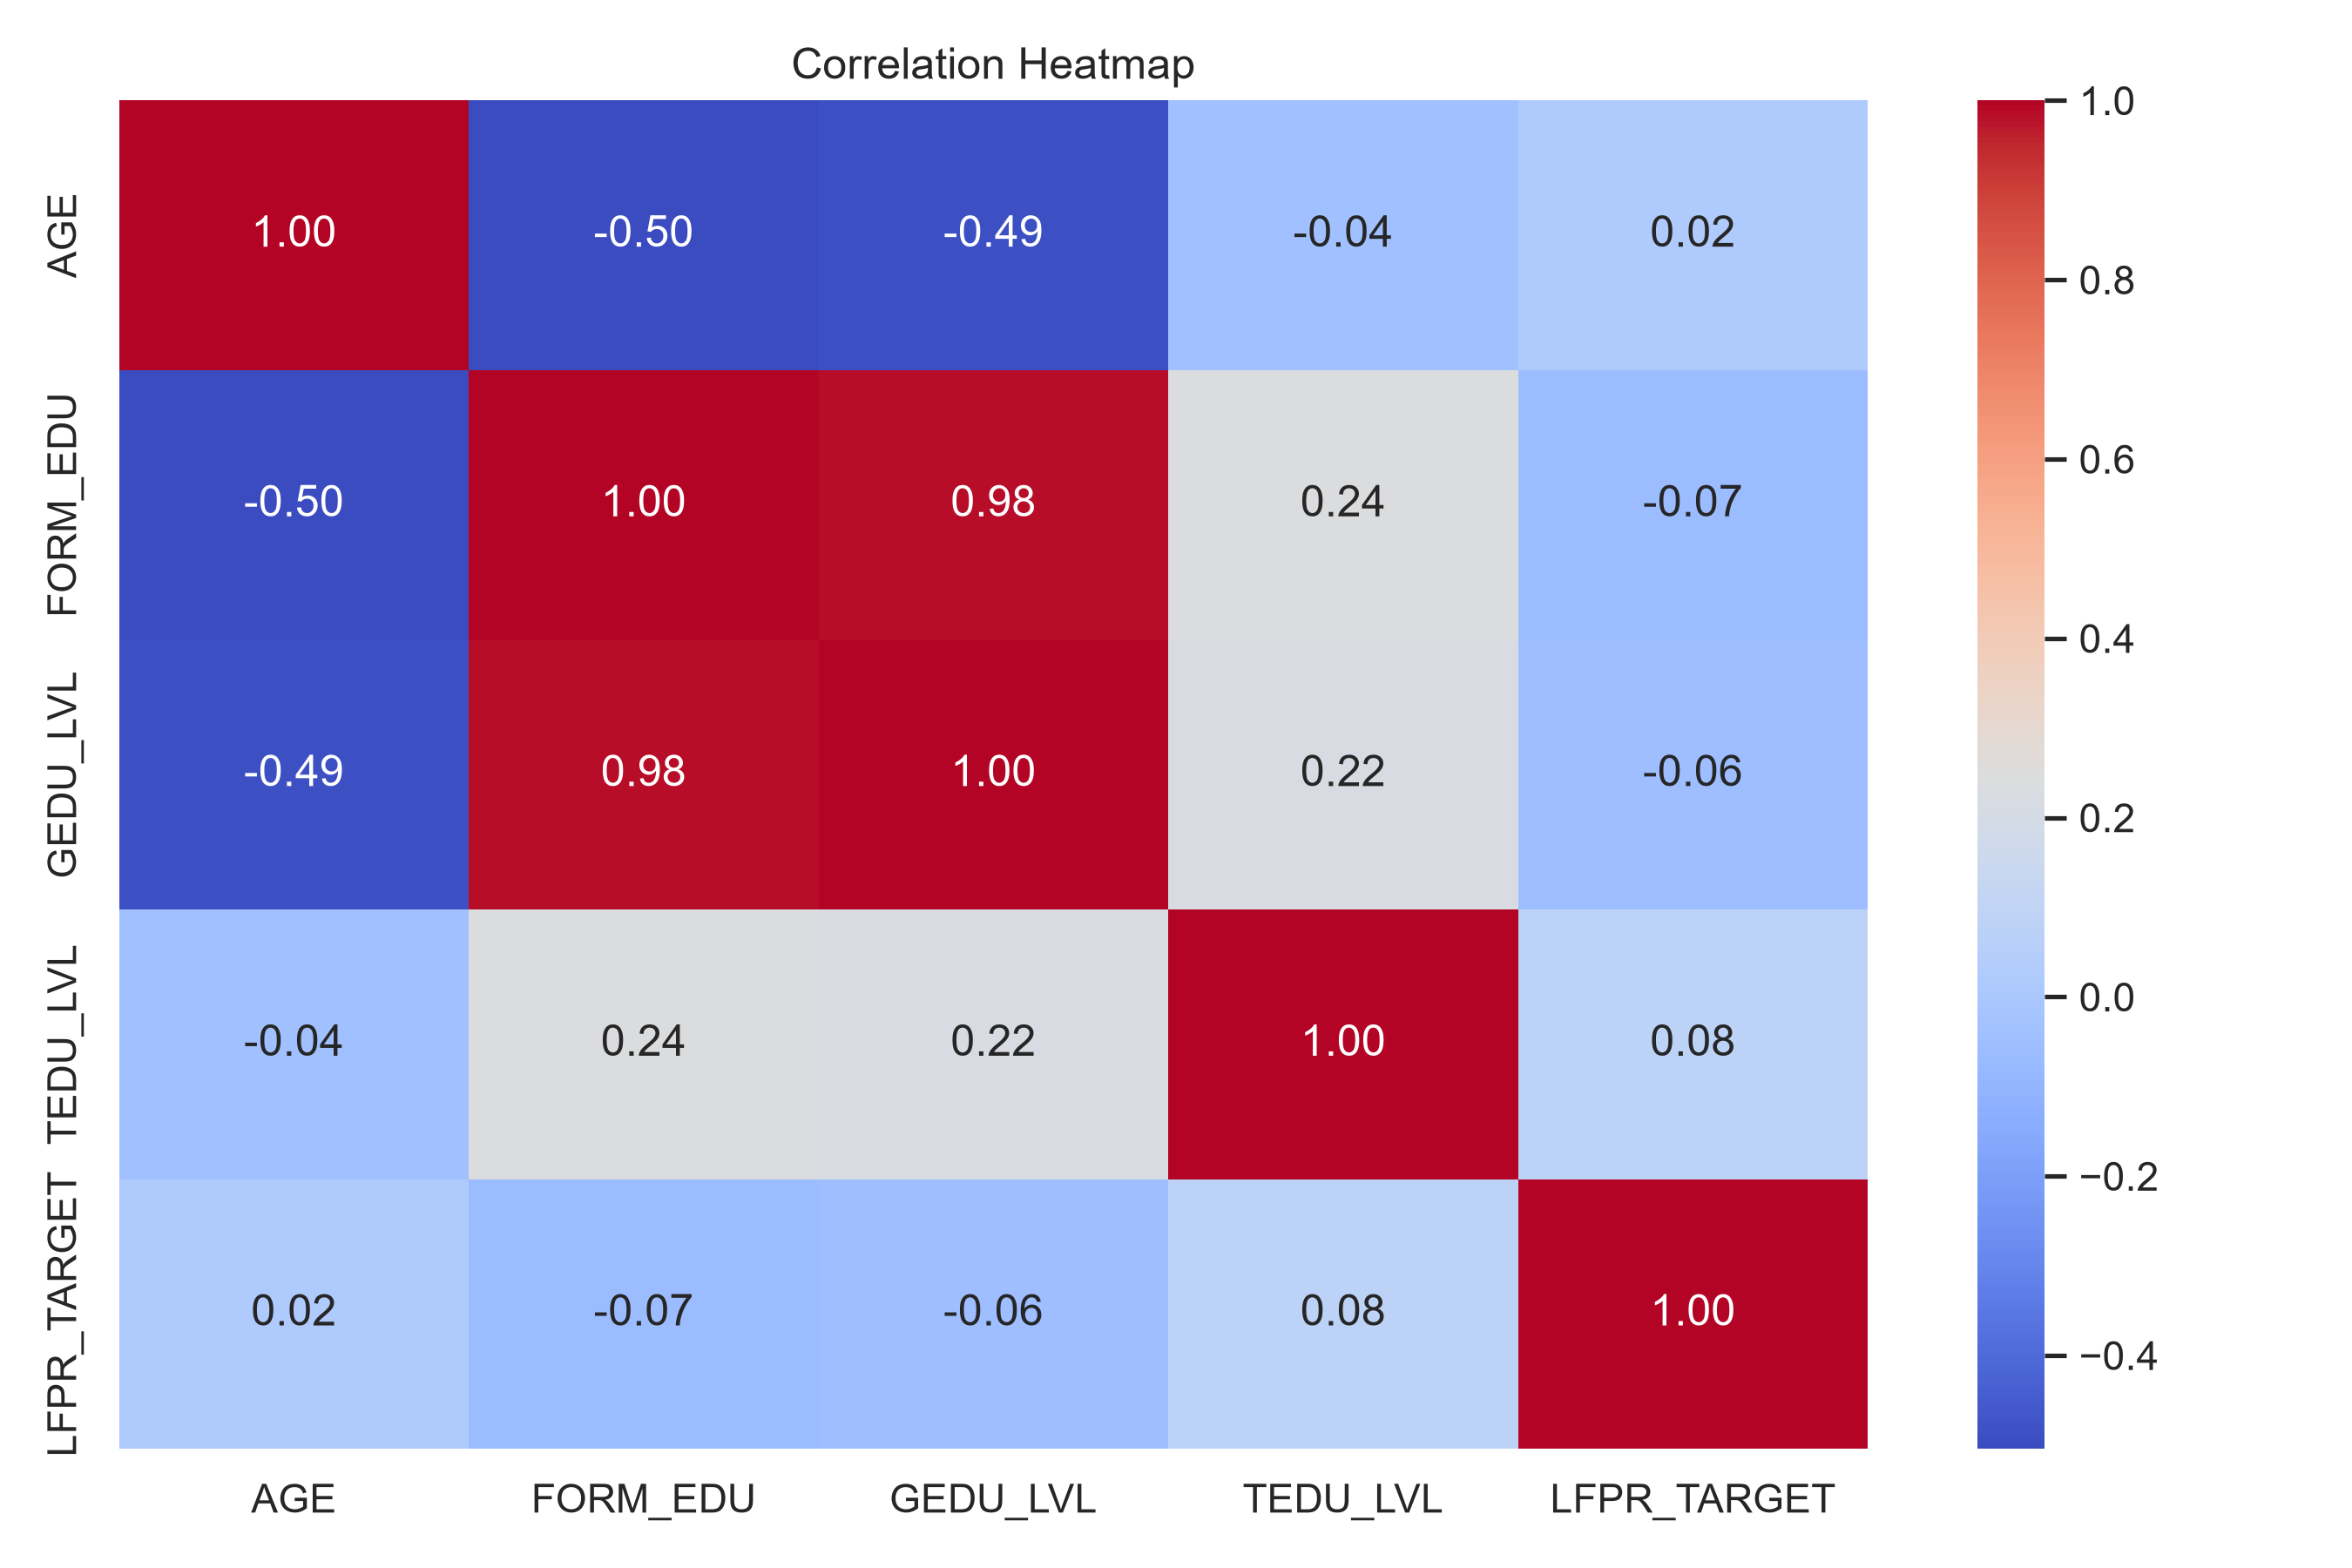 Correlation Heatmap
AGE 1.00 -0.50 -0.49 -0.04 0.02
FORM_EDU -0.50 1.00 0.98 0.24 -0.07
GEDU_LVL -0.49 0.98 1.00 0.22 -0.06
TEDU_LVL -0.04 0.24 0.22 1.00 0.08
LFPR_TARGET 0.02 -0.07 -0.06 0.08 1.00
AGE FORM_EDU GEDU_LVL TEDU_LVL LFPR_TARGET
1.0
0.8
0.6
0.4
0.2
0.0
−0.2
−0.4